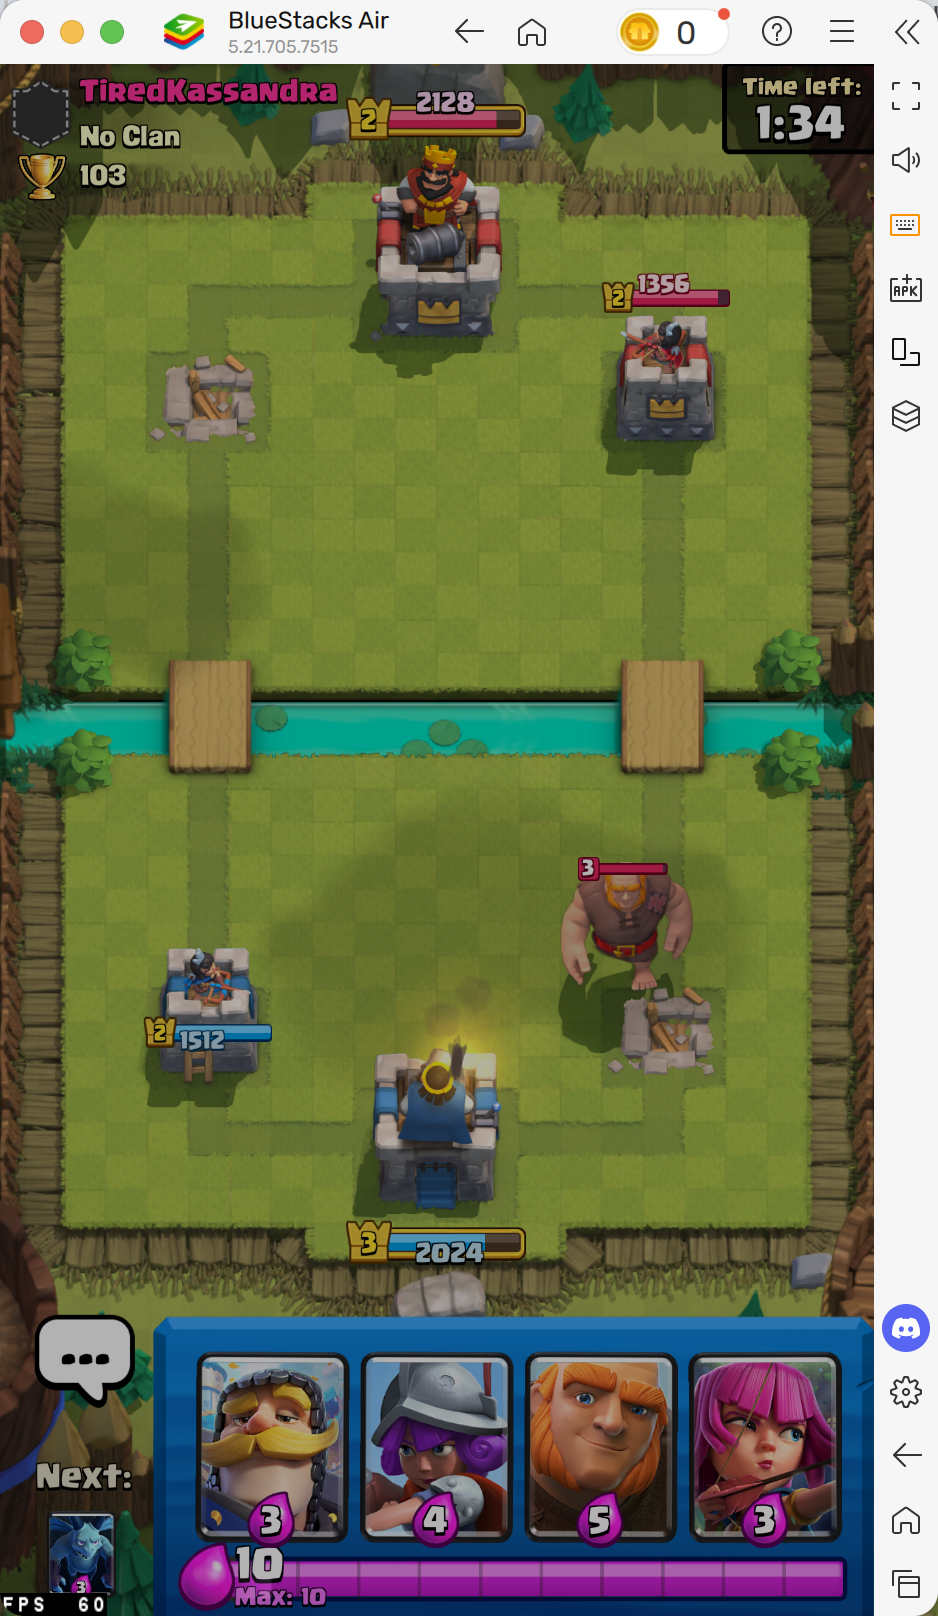 BlueStacks Air
5.21.705.7515
0
TiredKassandra
No Clan
103
2
2128
Time left:
1:34
APK
2
1356
3
2
1512
3
2024
3
4
5
3
Next:
3
10
Max: 10
FPS 60